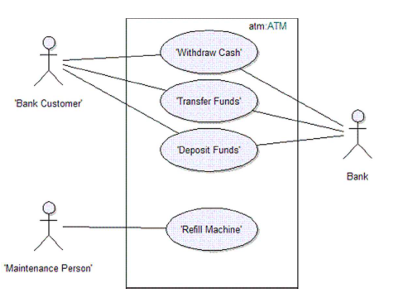 atm:ATM
'Withdraw Cash'
'Bank Customer'
'Transfer Funds'
'Deposit Funds'
Bank
'Refill Machine'
'Maintenance Person'